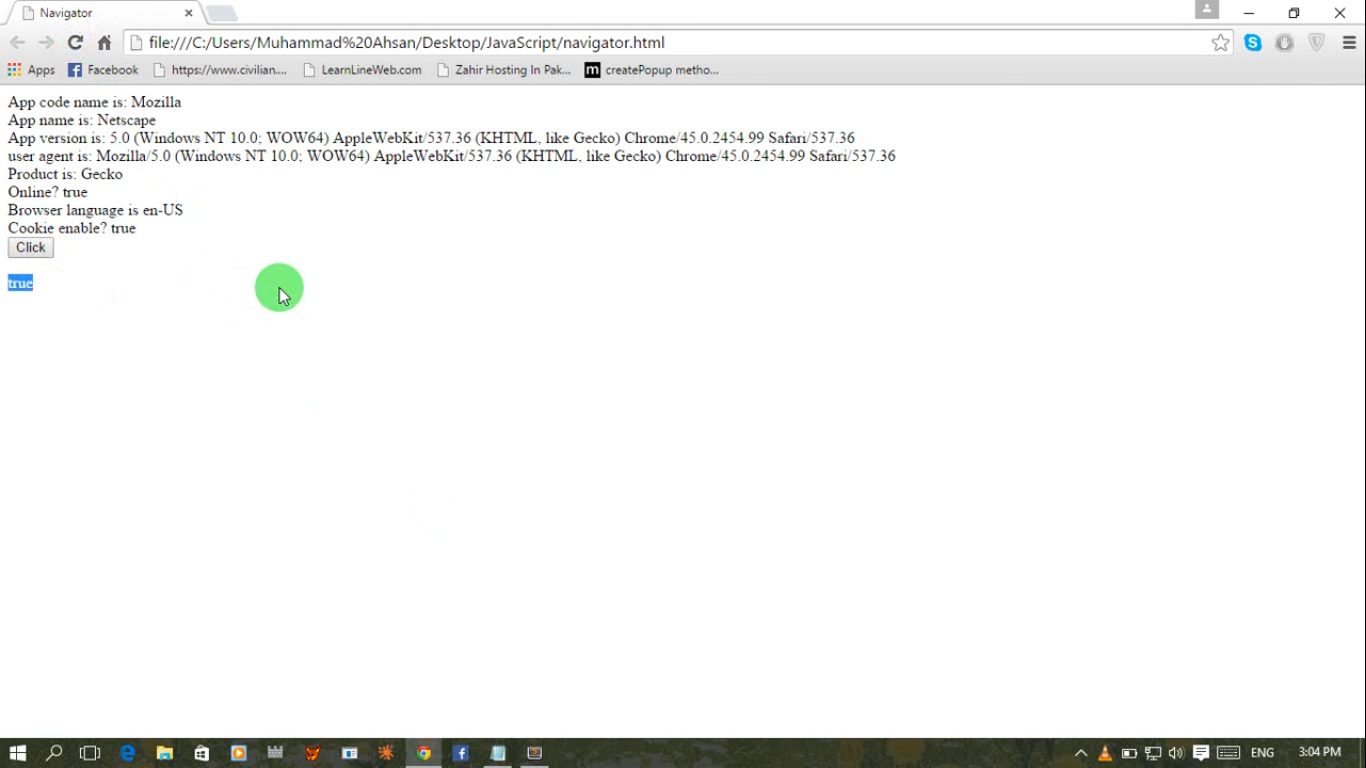 Navigator
file:///C:/Users/Muhammad%20Ahsan/Desktop/JavaScript/navigator.html
Apps Facebook https://www.civilian.... LearnLineWeb.com Zahir Hosting In Pak... m createPopup metho...
App code name is: Mozilla
App name is: Netscape
App version is: 5.0 (Windows NT 10.0; WOW64) AppleWebKit/537.36 (KHTML, like Gecko) Chrome/45.0.2454.99 Safari/537.36
user agent is: Mozilla/5.0 (Windows NT 10.0; WOW64) AppleWebKit/537.36 (KHTML, like Gecko) Chrome/45.0.2454.99 Safari/537.36
Product is: Gecko
Online? true
Browser language is en-US
Cookie enable? true
Click
true
ENG 3:04 PM